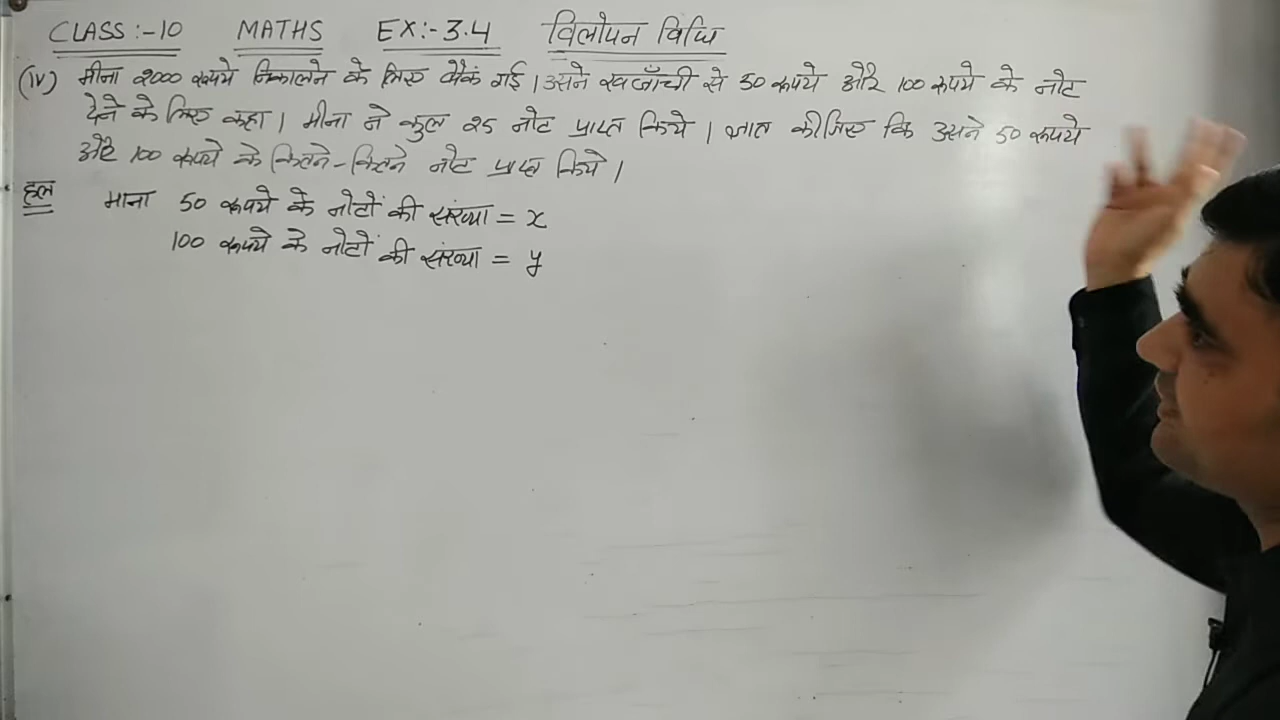 CLASS:-10 MATHS EX:-3.4 विलोपन विधि
(iv) मीना 2000 रूपये निकालने के लिए बैंक गई। उसने खजाँची से 50 रूपये और 100 रूपये के नोट
देने के लिए कहा। मीना ने कुल 25 नोट प्राप्त किये। ज्ञात कीजिए कि उसने 50 रूपये
और 100 रूपये के कितने-कितने नोट प्राप्त किये।
हल माना 50 रूपये के नोटों की संख्या = x
100 रूपये के नोटों की संख्या = y